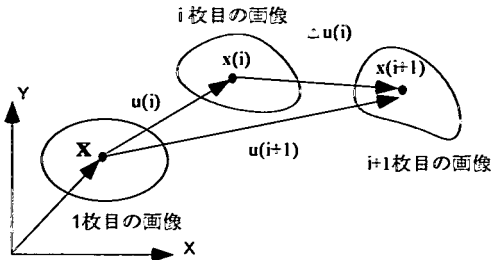 i枚目の画像
△u(i)
x(i)
x(i+1)
Y
u(i)
X
u(i+1)
i+1枚目の画像
1枚目の画像
X